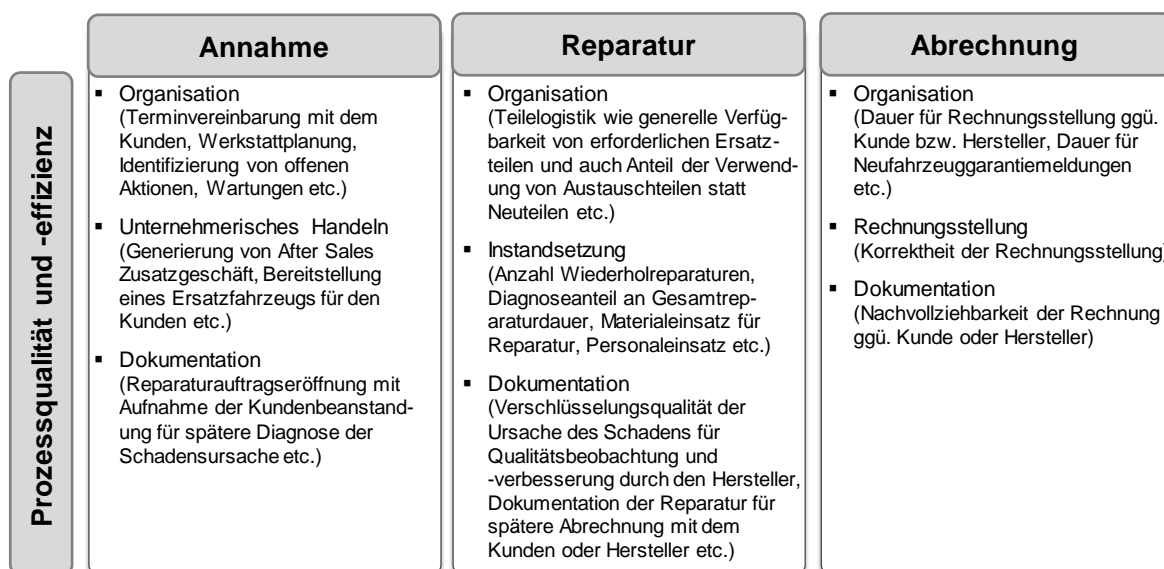 Prozessqualität und -effizienz
Annahme
▪ Organisation
(Terminvereinbarung mit dem
Kunden, Werkstattplanung,
Identifizierung von offenen
Aktionen, Wartungen etc.)
▪ Unternehmerisches Handeln
(Generierung von After Sales
Zusatzgeschäft, Bereitstellung
eines Ersatzfahrzeugs für den
Kunden etc.)
▪ Dokumentation
(Reparaturauftragseröffnung mit
Aufnahme der Kundenbeanstand-
ung für spätere Diagnose der
Schadensursache etc.)
Reparatur
▪ Organisation
(Teilelogistik wie generelle Verfüg-
barkeit von erforderlichen Ersatz-
teilen und auch Anteil der Verwend-
ung von Austauschteilen statt
Neuteilen etc.)
▪ Instandsetzung
(Anzahl Wiederholreparaturen,
Diagnoseanteil an Gesamtrep-
araturdauer, Materialeinsatz für
Reparatur, Personaleinsatz etc.)
▪ Dokumentation
(Verschlüsselungsqualität der
Ursache des Schadens für
Qualitätsbeobachtung und
-verbesserung durch den Hersteller,
Dokumentation der Reparatur für
spätere Abrechnung mit dem
Kunden oder Hersteller etc.)
Abrechnung
▪ Organisation
(Dauer für Rechnungsstellung ggü.
Kunde bzw. Hersteller, Dauer für
Neufahrzeuggarantiemeldungen
etc.)
▪ Rechnungsstellung
(Korrektheit der Rechnungsstellung)
▪ Dokumentation
(Nachvollziehbarkeit der Rechnung
ggü. Kunde oder Hersteller)